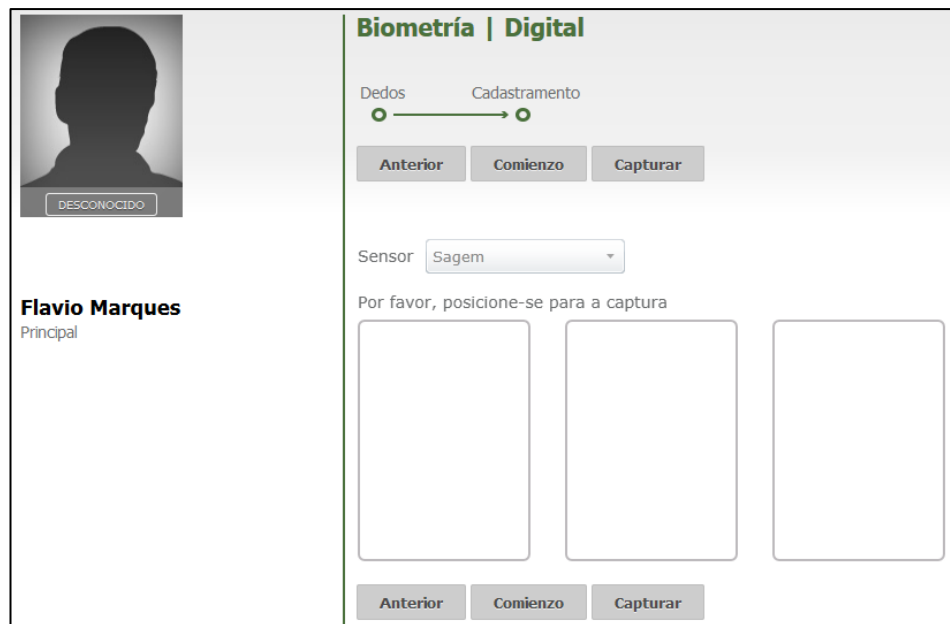 DESCONOCIDO
Flavio Marques
Principal
Biometría | Digital
Dedos Cadastramento
Anterior Comienzo Capturar
Sensor Sagem
Por favor, posicione-se para a captura
Anterior Comienzo Capturar